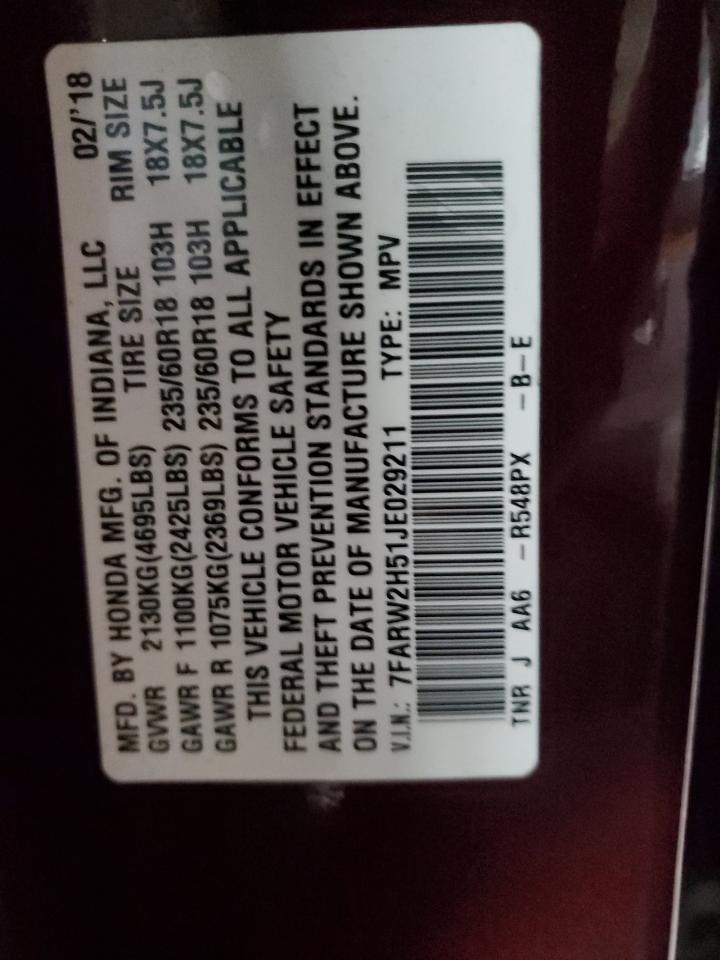 MFD. BY HONDA MFG. OF INDIANA, LLC 02/'18
GVWR 2130KG(4695LBS) TIRE SIZE RIM SIZE
GAWR F 1100KG(2425LBS) 235/60R18 103H 18X7.5J
GAWR R 1075KG(2369LBS) 235/60R18 103H 18X7.5J
THIS VEHICLE CONFORMS TO ALL APPLICABLE
FEDERAL MOTOR VEHICLE SAFETY
AND THEFT PREVENTION STANDARDS IN EFFECT
ON THE DATE OF MANUFACTURE SHOWN ABOVE.
V.I.N.: 7FARW2H51JE029211 TYPE: MPV
TNR J AA6 -R548PX -B-E